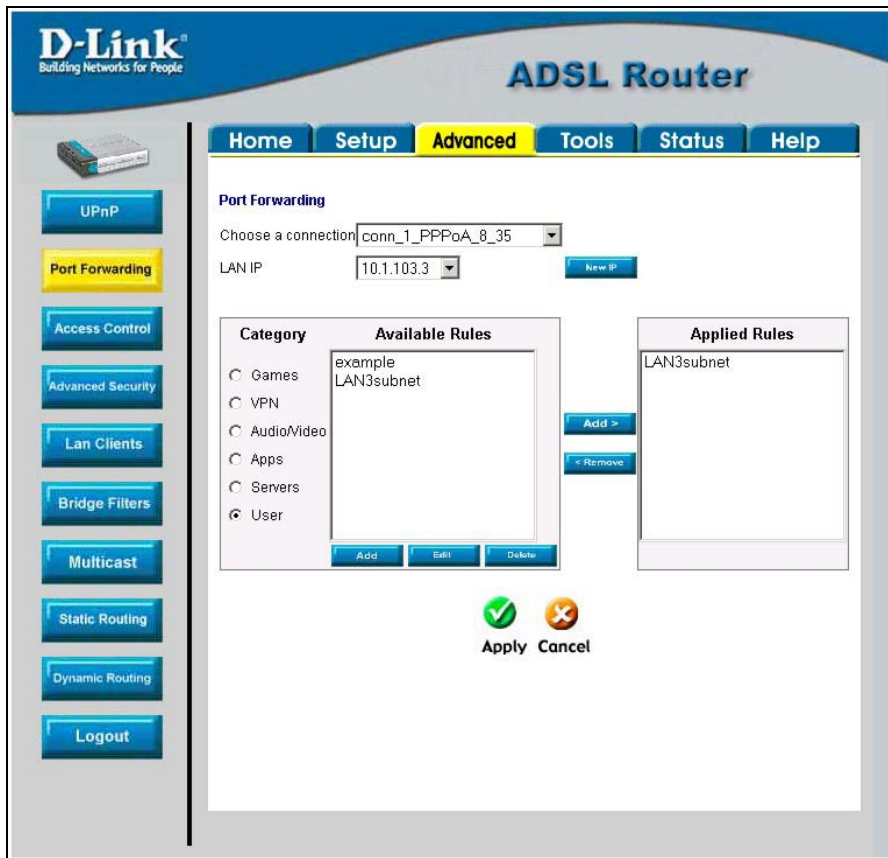 D-Link®
Building Networks for People
ADSL Router
Home Setup Advanced Tools Status Help
UPnP
Port Forwarding
Access Control
Advanced Security
Lan Clients
Bridge Filters
Multicast
Static Routing
Dynamic Routing
Logout
Port Forwarding
Choose a connection conn_1_PPPoA_8_35
LAN IP 10.1.103.3 New IP
Category Available Rules Applied Rules
Games
VPN
Audio/Video
Apps
Servers
User
example
LAN3subnet
Add Edit Delete
Add >
< Remove
LAN3subnet
Apply Cancel